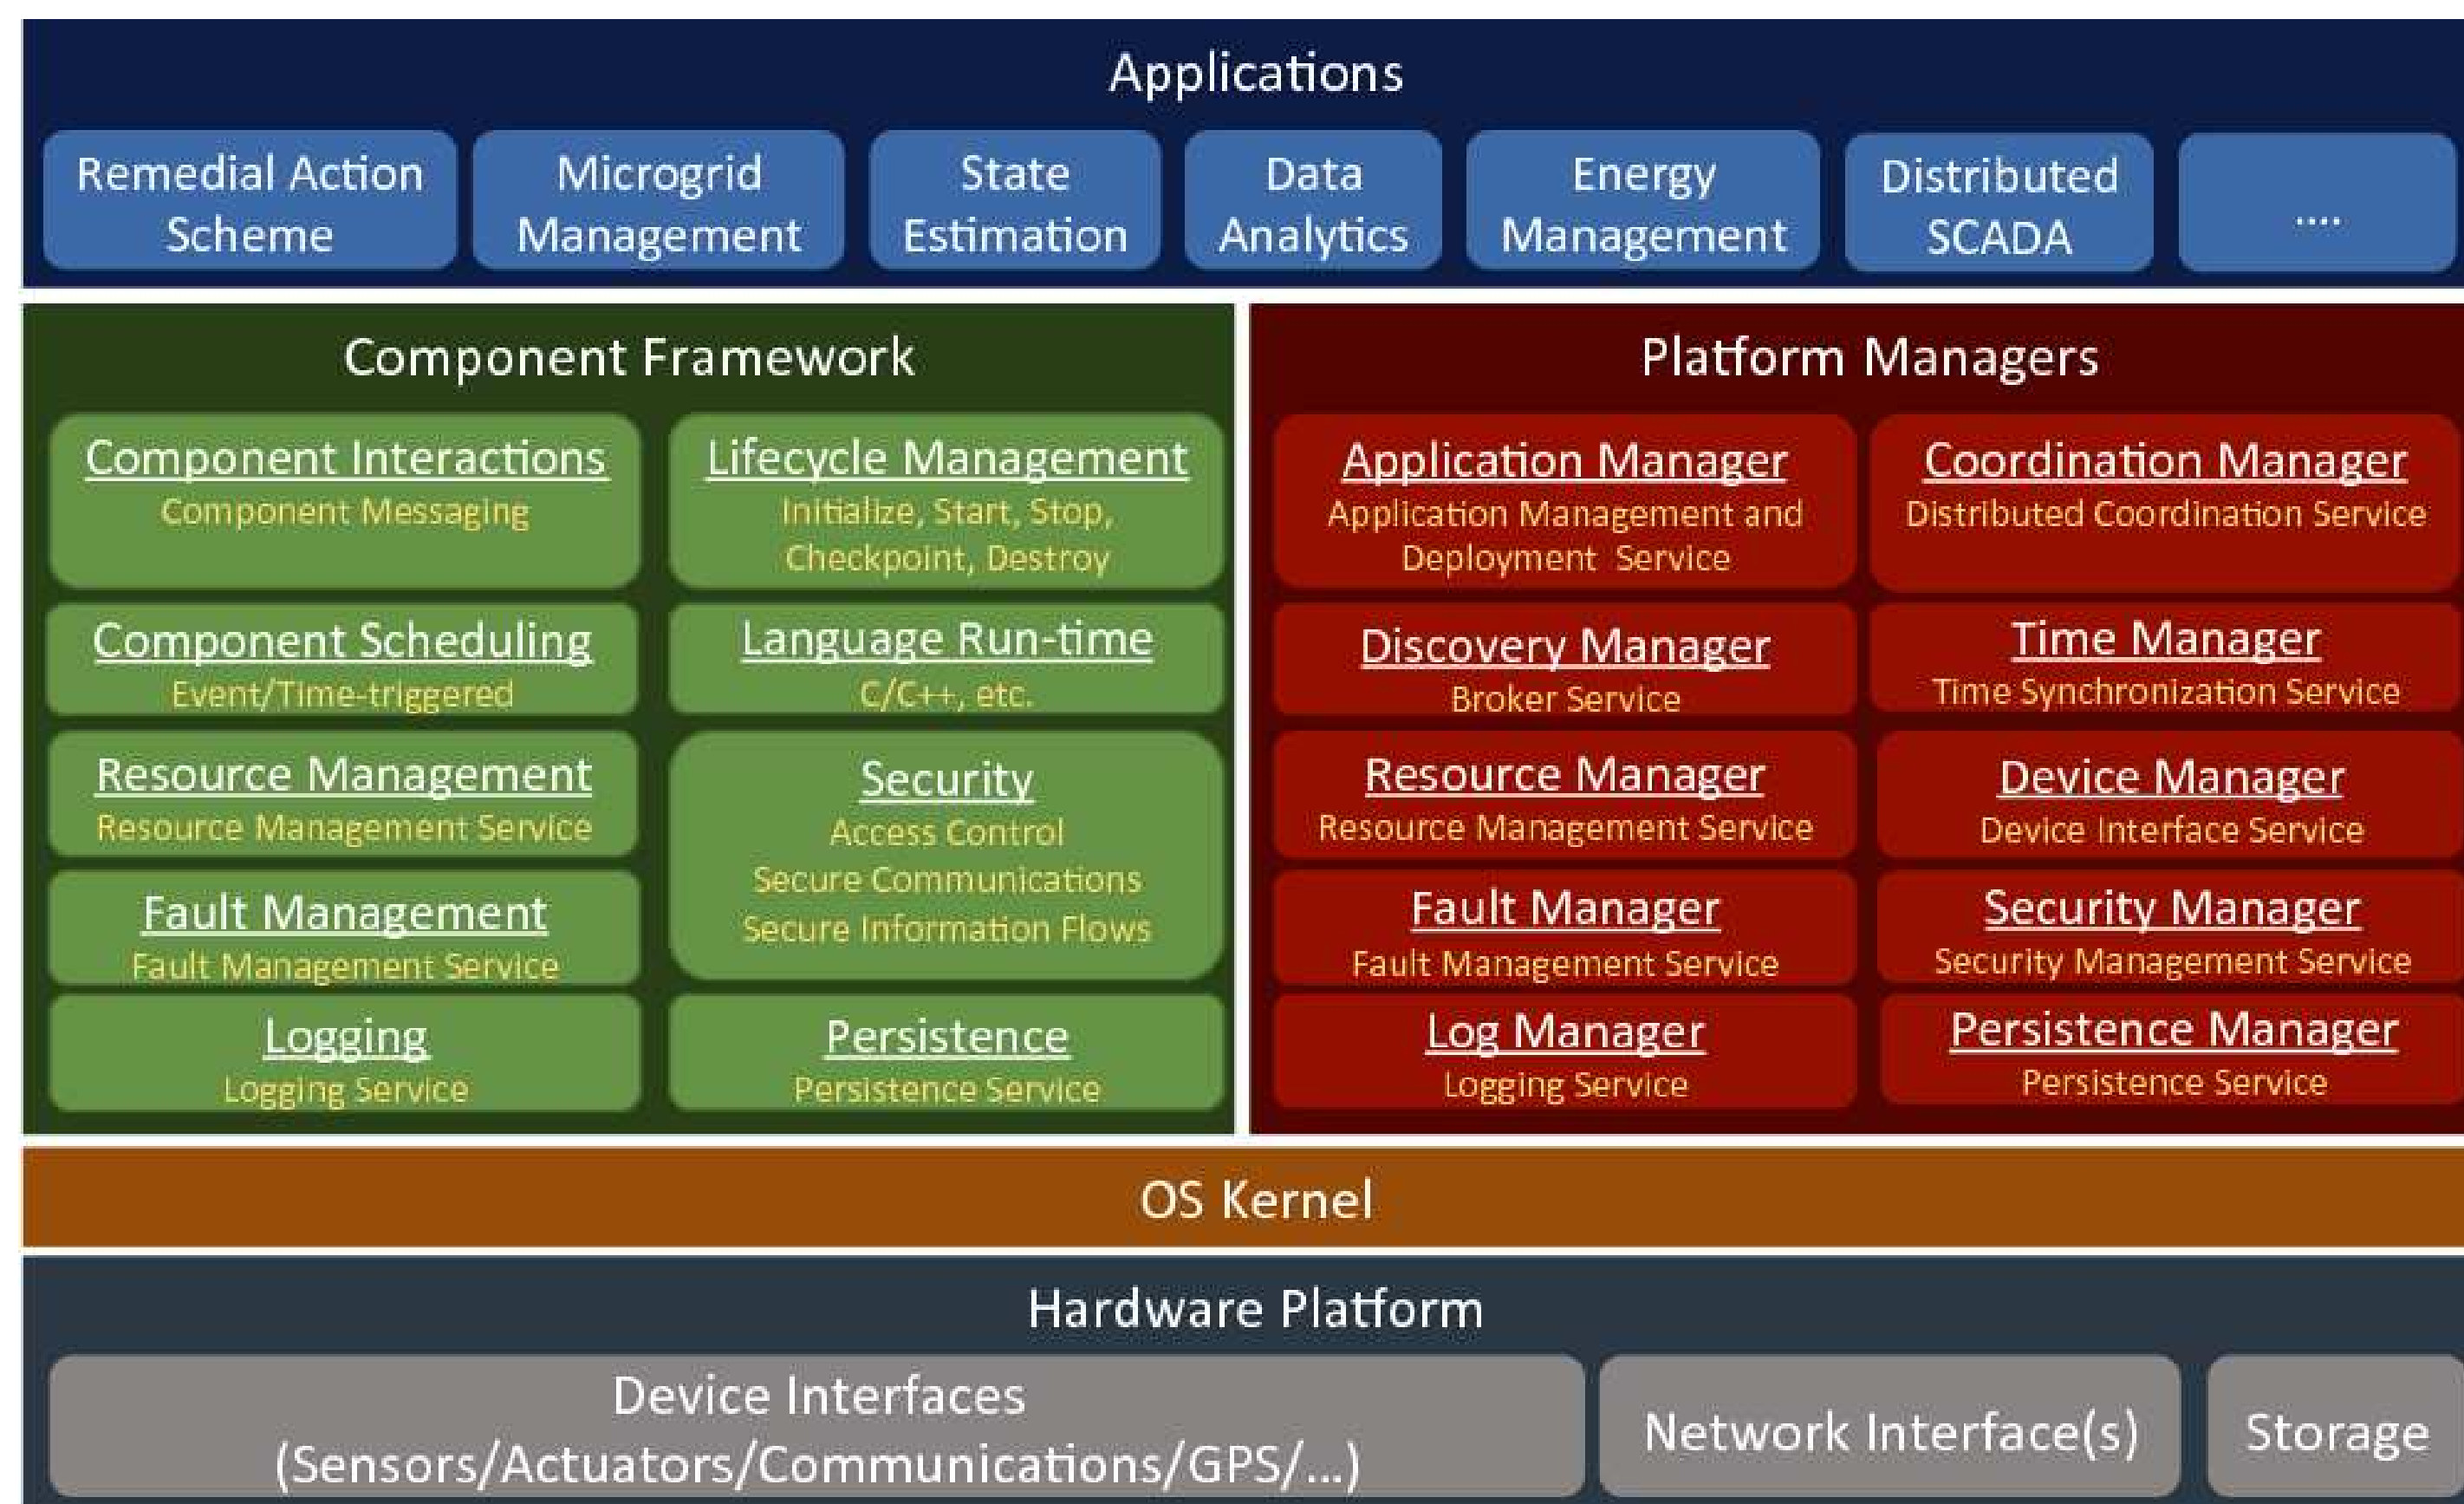 Applications
Remedial Action
Scheme
Microgrid
Management
State
Estimation
Data
Analytics
Energy
Management
Distributed
SCADA
....
Component Framework
Component Interactions
Component Messaging
Lifecycle Management
Initialize, Start, Stop,
Checkpoint, Destroy
Component Scheduling
Event/Time-triggered
Language Run-time
C/C++, etc.
Resource Management
Resource Management Service
Security
Access Control
Secure Communications
Secure Information Flows
Fault Management
Fault Management Service
Logging
Logging Service
Persistence
Persistence Service
Platform Managers
Application Manager
Application Management and
Deployment Service
Coordination Manager
Distributed Coordination Service
Discovery Manager
Broker Service
Time Manager
Time Synchronization Service
Resource Manager
Resource Management Service
Device Manager
Device Interface Service
Fault Manager
Fault Management Service
Security Manager
Security Management Service
Log Manager
Logging Service
Persistence Manager
Persistence Service
OS Kernel
Hardware Platform
Device Interfaces
(Sensors/Actuators/Communications/GPS/...)
Network Interface(s)
Storage